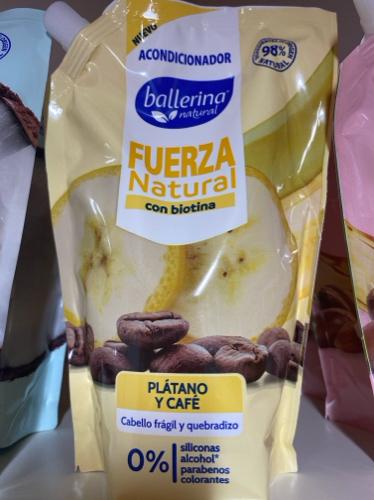 NUEVO
ACONDICIONADOR
98%
NATURAL
ballerina
natural
FUERZA
Natural
con biotina
PLÁTANO
Y CAFÉ
Cabello frágil y quebradizo
0%
siliconas
alcohol*
parabenos
colorantes